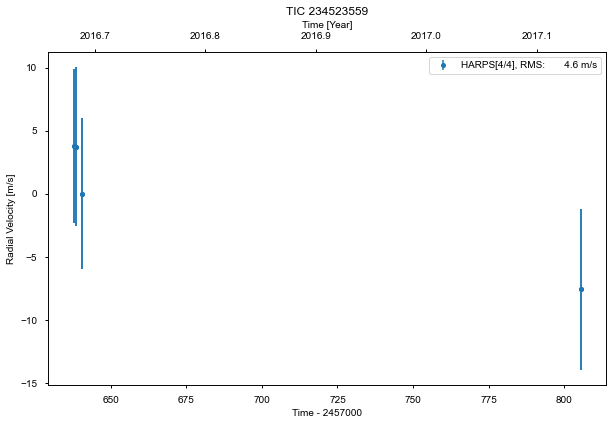 TIC 234523559
Time [Year]
2016.7 2016.8 2016.9 2017.0 2017.1
HARPS[4/4], RMS: 4.6 m/s
Radial Velocity [m/s]
10
5
0
−5
−10
−15
650 675 700 725 750 775 800
Time - 2457000